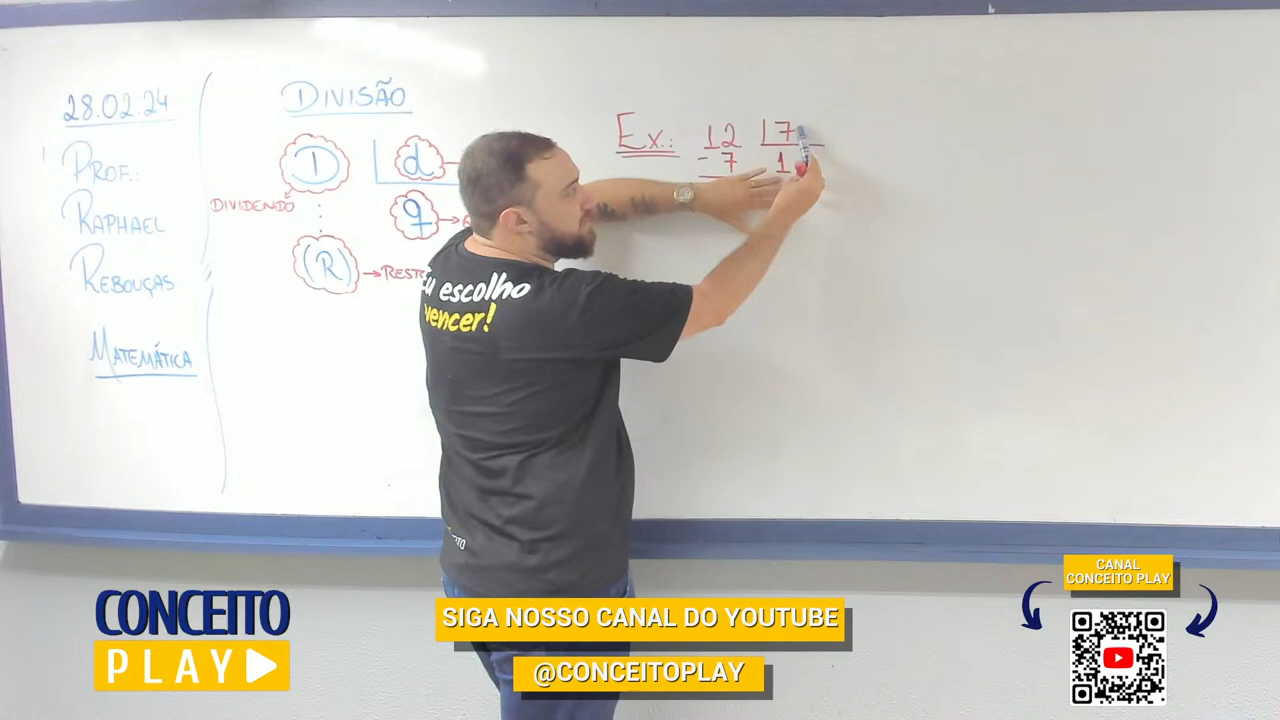 28.02.24
PROF.:
RAPHAEL
REBOUÇAS
MATEMÁTICA
DIVISÃO
D
d
DIVIDENDO
q
(R)
→ RESTO
Ex.: 12 7
- 7 1
eu escolho
vencer!
CONCEITO
PLAY
SIGA NOSSO CANAL DO YOUTUBE
@CONCEITOPLAY
CANAL
CONCEITO PLAY